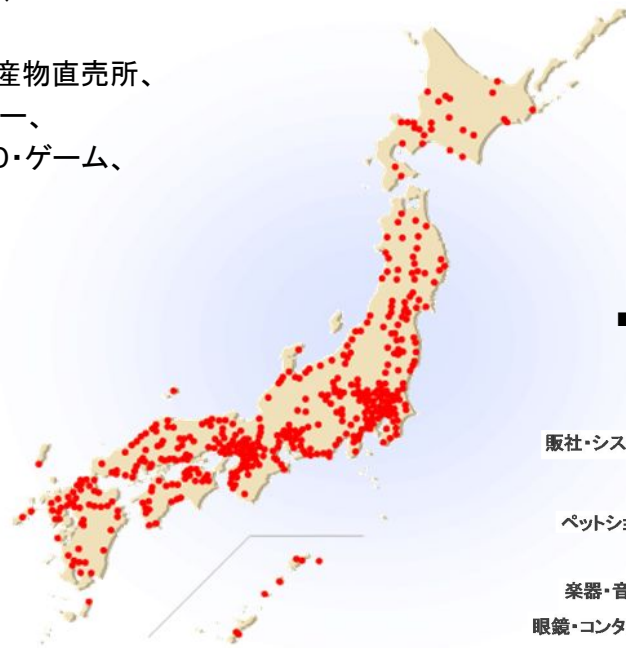 産物直売所、
ー、
・ゲーム、
販社・シス
ペットショ
楽器・音
眼鏡・コンタ